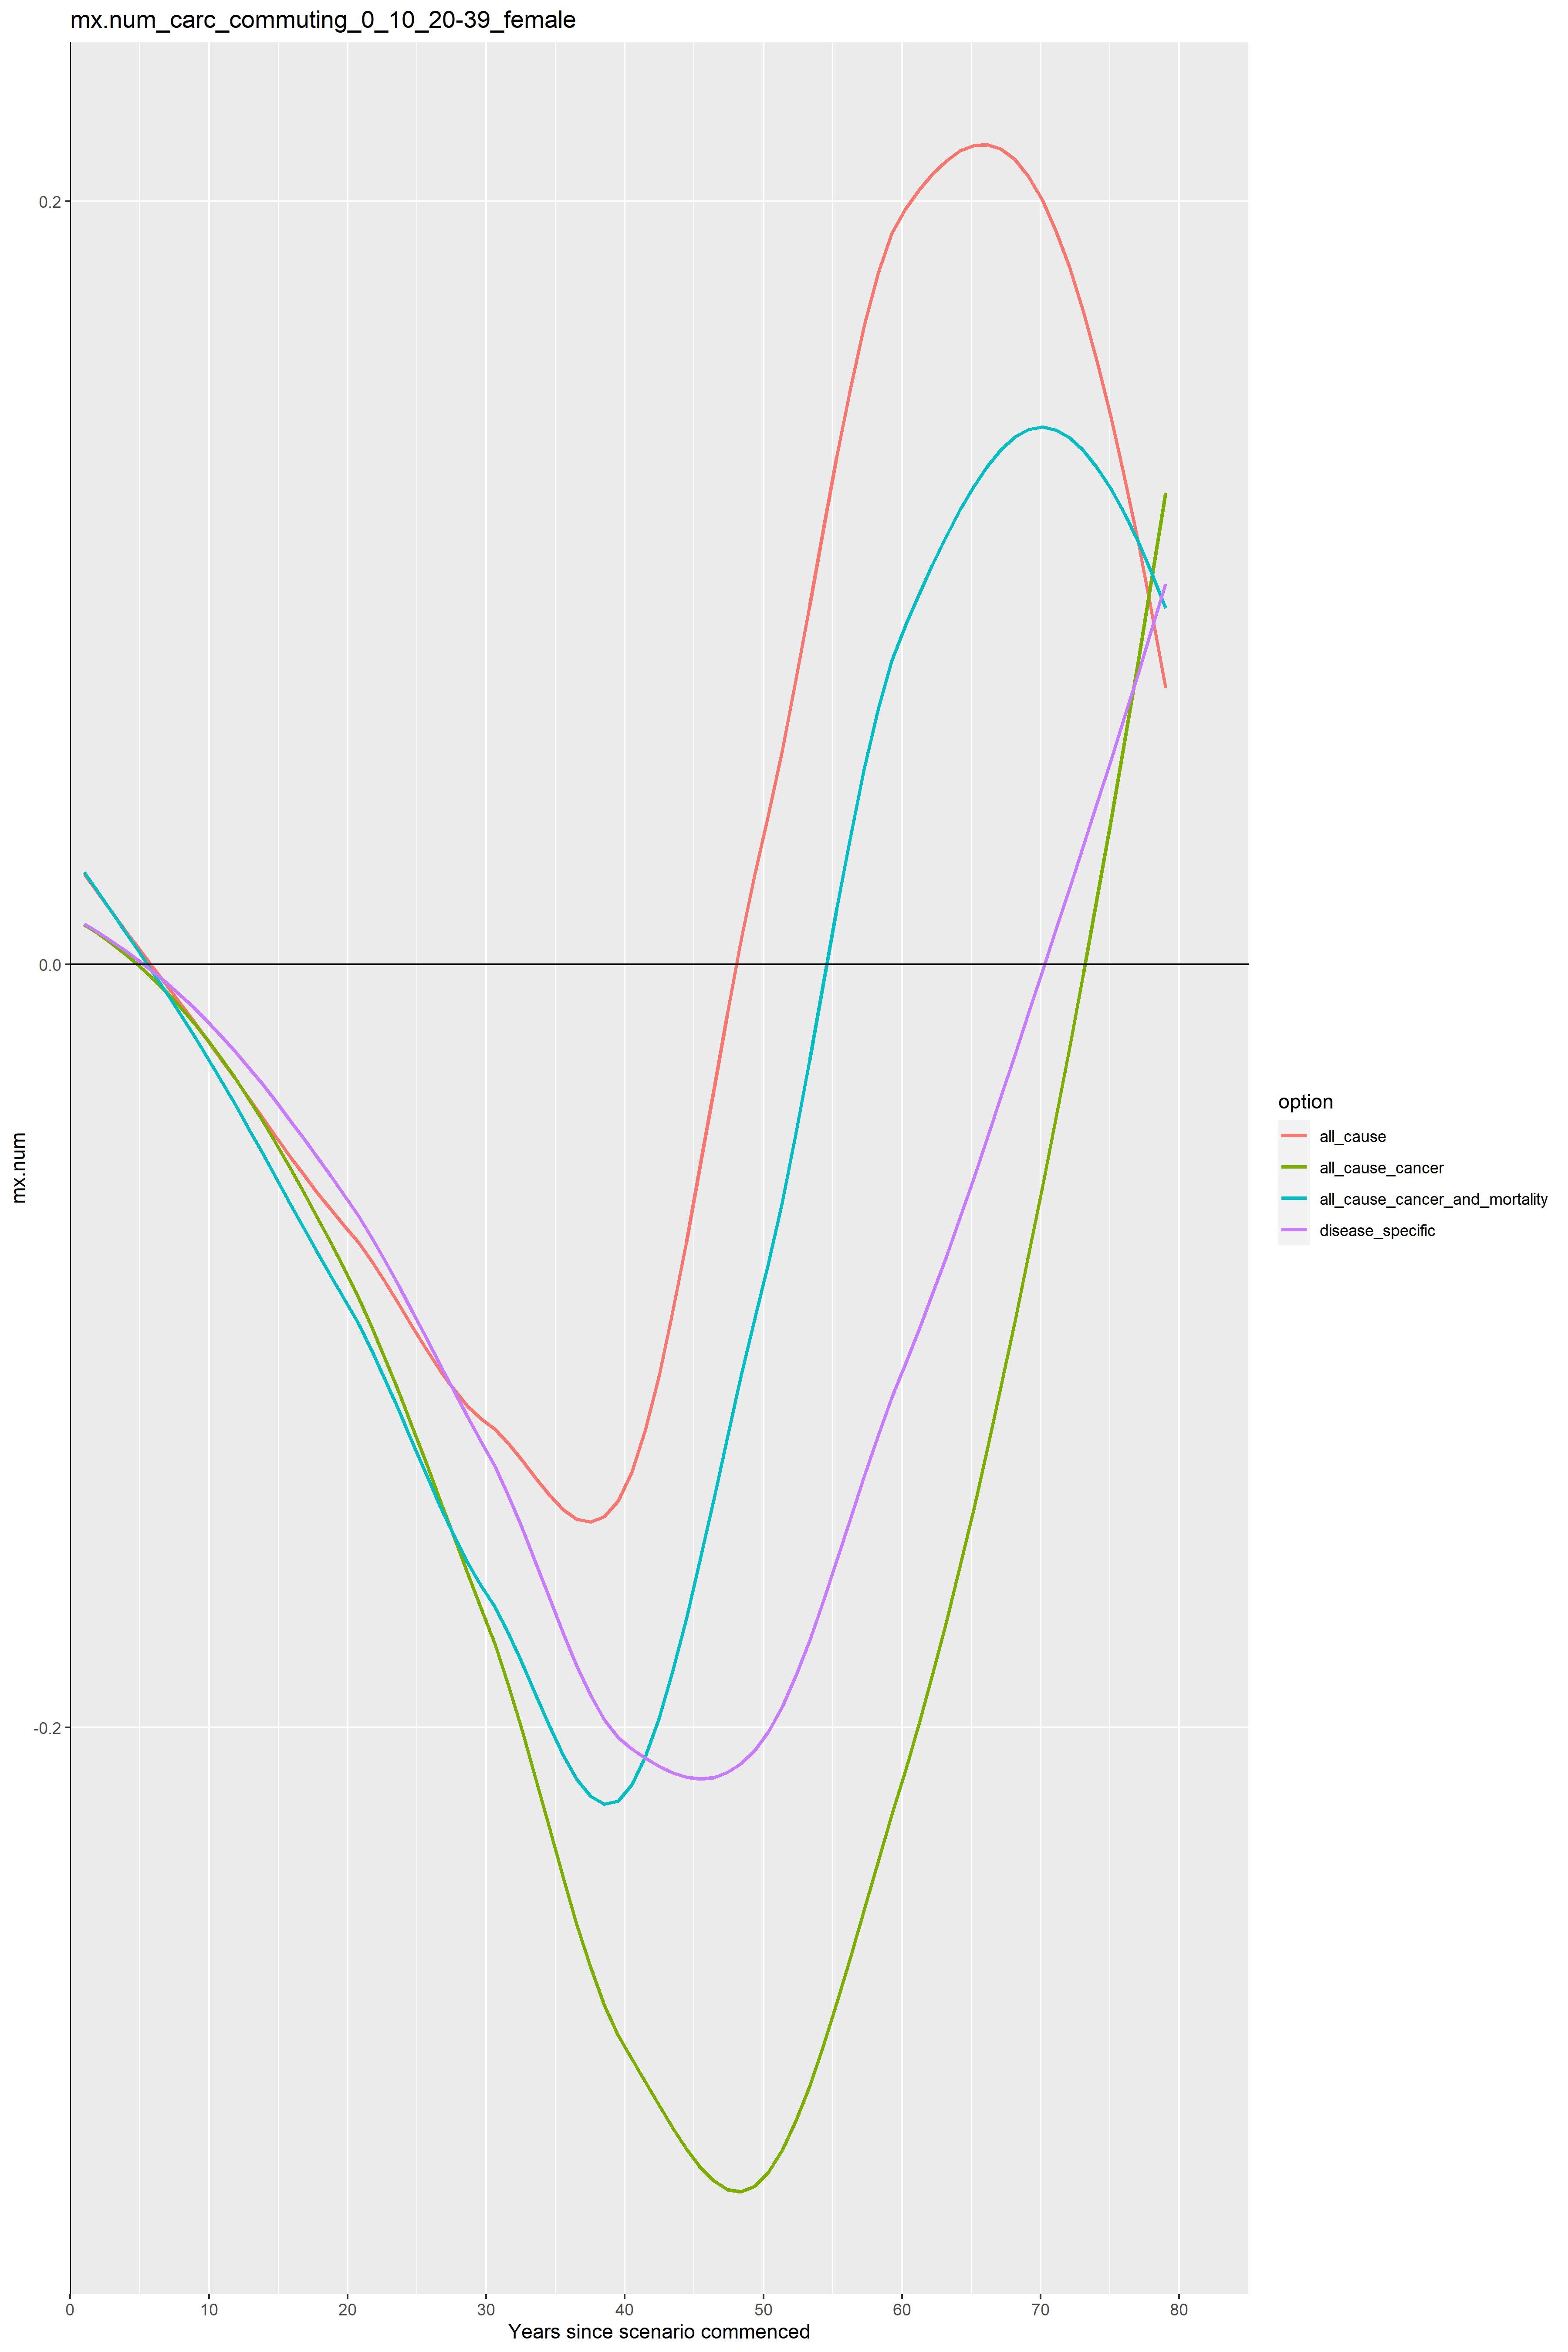 mx.num_carc_commuting_0_10_20-39_female
mx.num
0.2
0.0
-0.2
0
10
20
30
40
50
60
70
80
Years since scenario commenced
option
all_cause
all_cause_cancer
all_cause_cancer_and_mortality
disease_specific